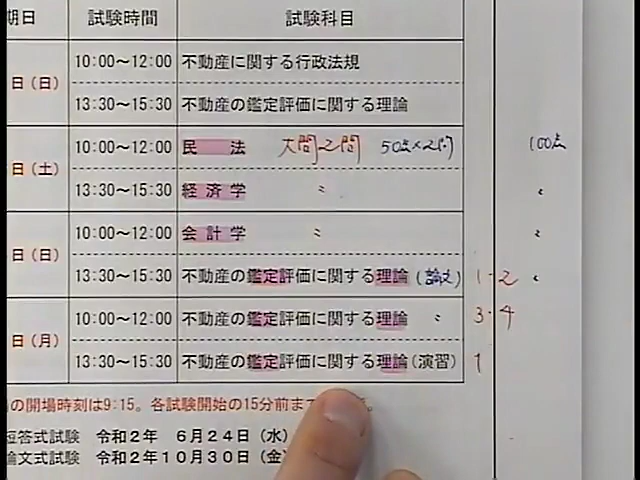 期日 試験時間 試験科目
日(日) 10:00~12:00 不動産に関する行政法規
13:30~15:30 不動産の鑑定評価に関する理論
日(土) 10:00~12:00 民法 大問2問 50点×2問 100点
13:30~15:30 経済学 〃 〃
日(日) 10:00~12:00 会計学 〃 〃
13:30~15:30 不動産の鑑定評価に関する理論 (論文) 1・2 〃
日(月) 10:00~12:00 不動産の鑑定評価に関する理論 〃 3・4
13:30~15:30 不動産の鑑定評価に関する理論(演習) 1
の開場時刻は9:15。各試験開始の15分前まで
短答式試験 令和2年 6月24日(水)
論文式試験 令和2年10月30日(金)